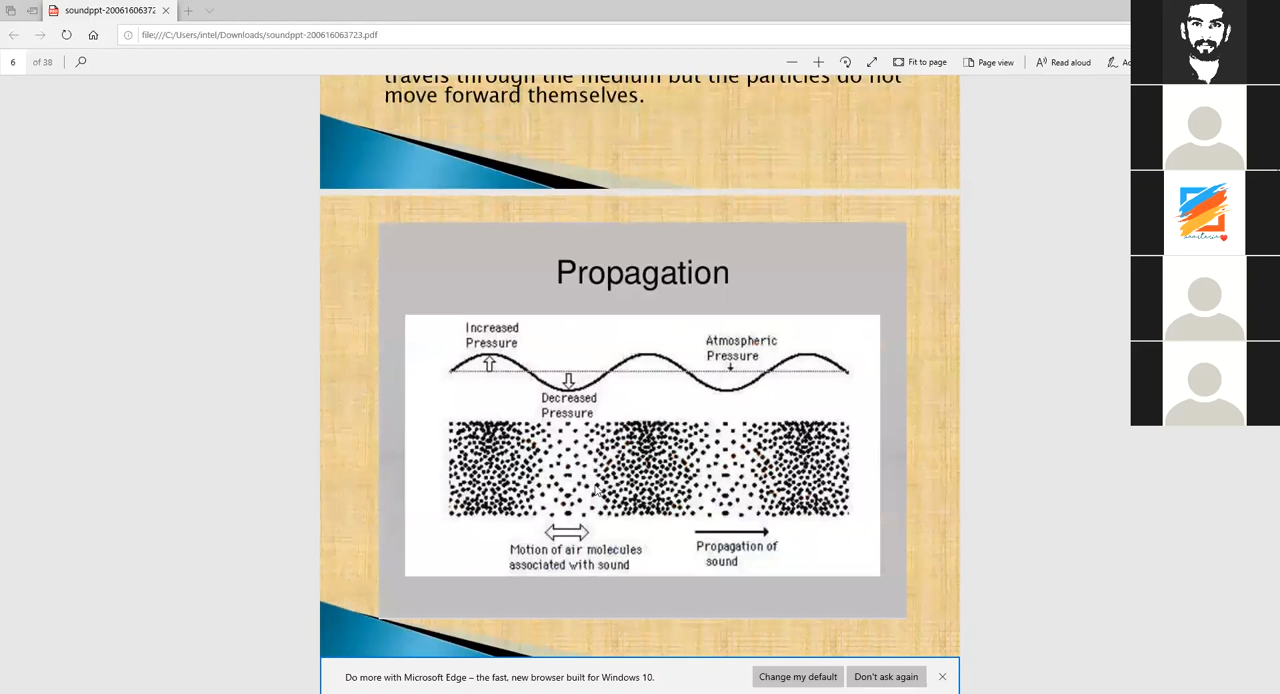 soundppt-200616063723
file:///C:/Users/intel/Downloads/soundppt-200616063723.pdf
6 of 38
Fit to page
Page view
Read aloud
travels through the medium but the particles do not
move forward themselves.
Propagation
Increased
Pressure
Atmospheric
Pressure
Decreased
Pressure
Motion of air molecules
associated with sound
Propagation of
sound
Do more with Microsoft Edge – the fast, new browser built for Windows 10.
Change my default
Don't ask again